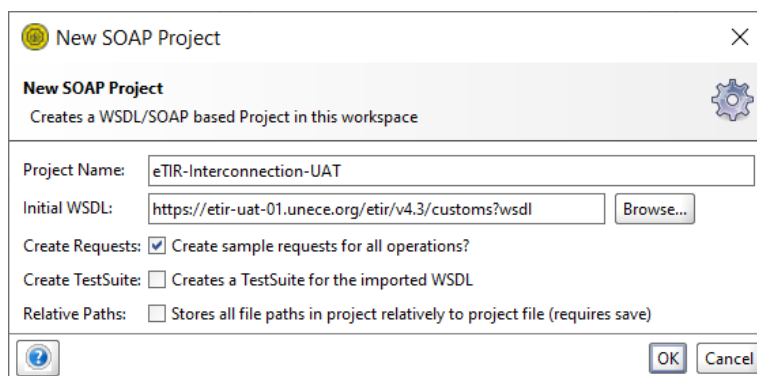 New SOAP Project
New SOAP Project
Creates a WSDL/SOAP based Project in this workspace
Project Name: eTIR-Interconnection-UAT
Initial WSDL: https://etir-uat-01.unece.org/etir/v4.3/customs?wsdl Browse...
Create Requests: Create sample requests for all operations?
Create TestSuite: Creates a TestSuite for the imported WSDL
Relative Paths: Stores all file paths in project relatively to project file (requires save)
? OK Cancel